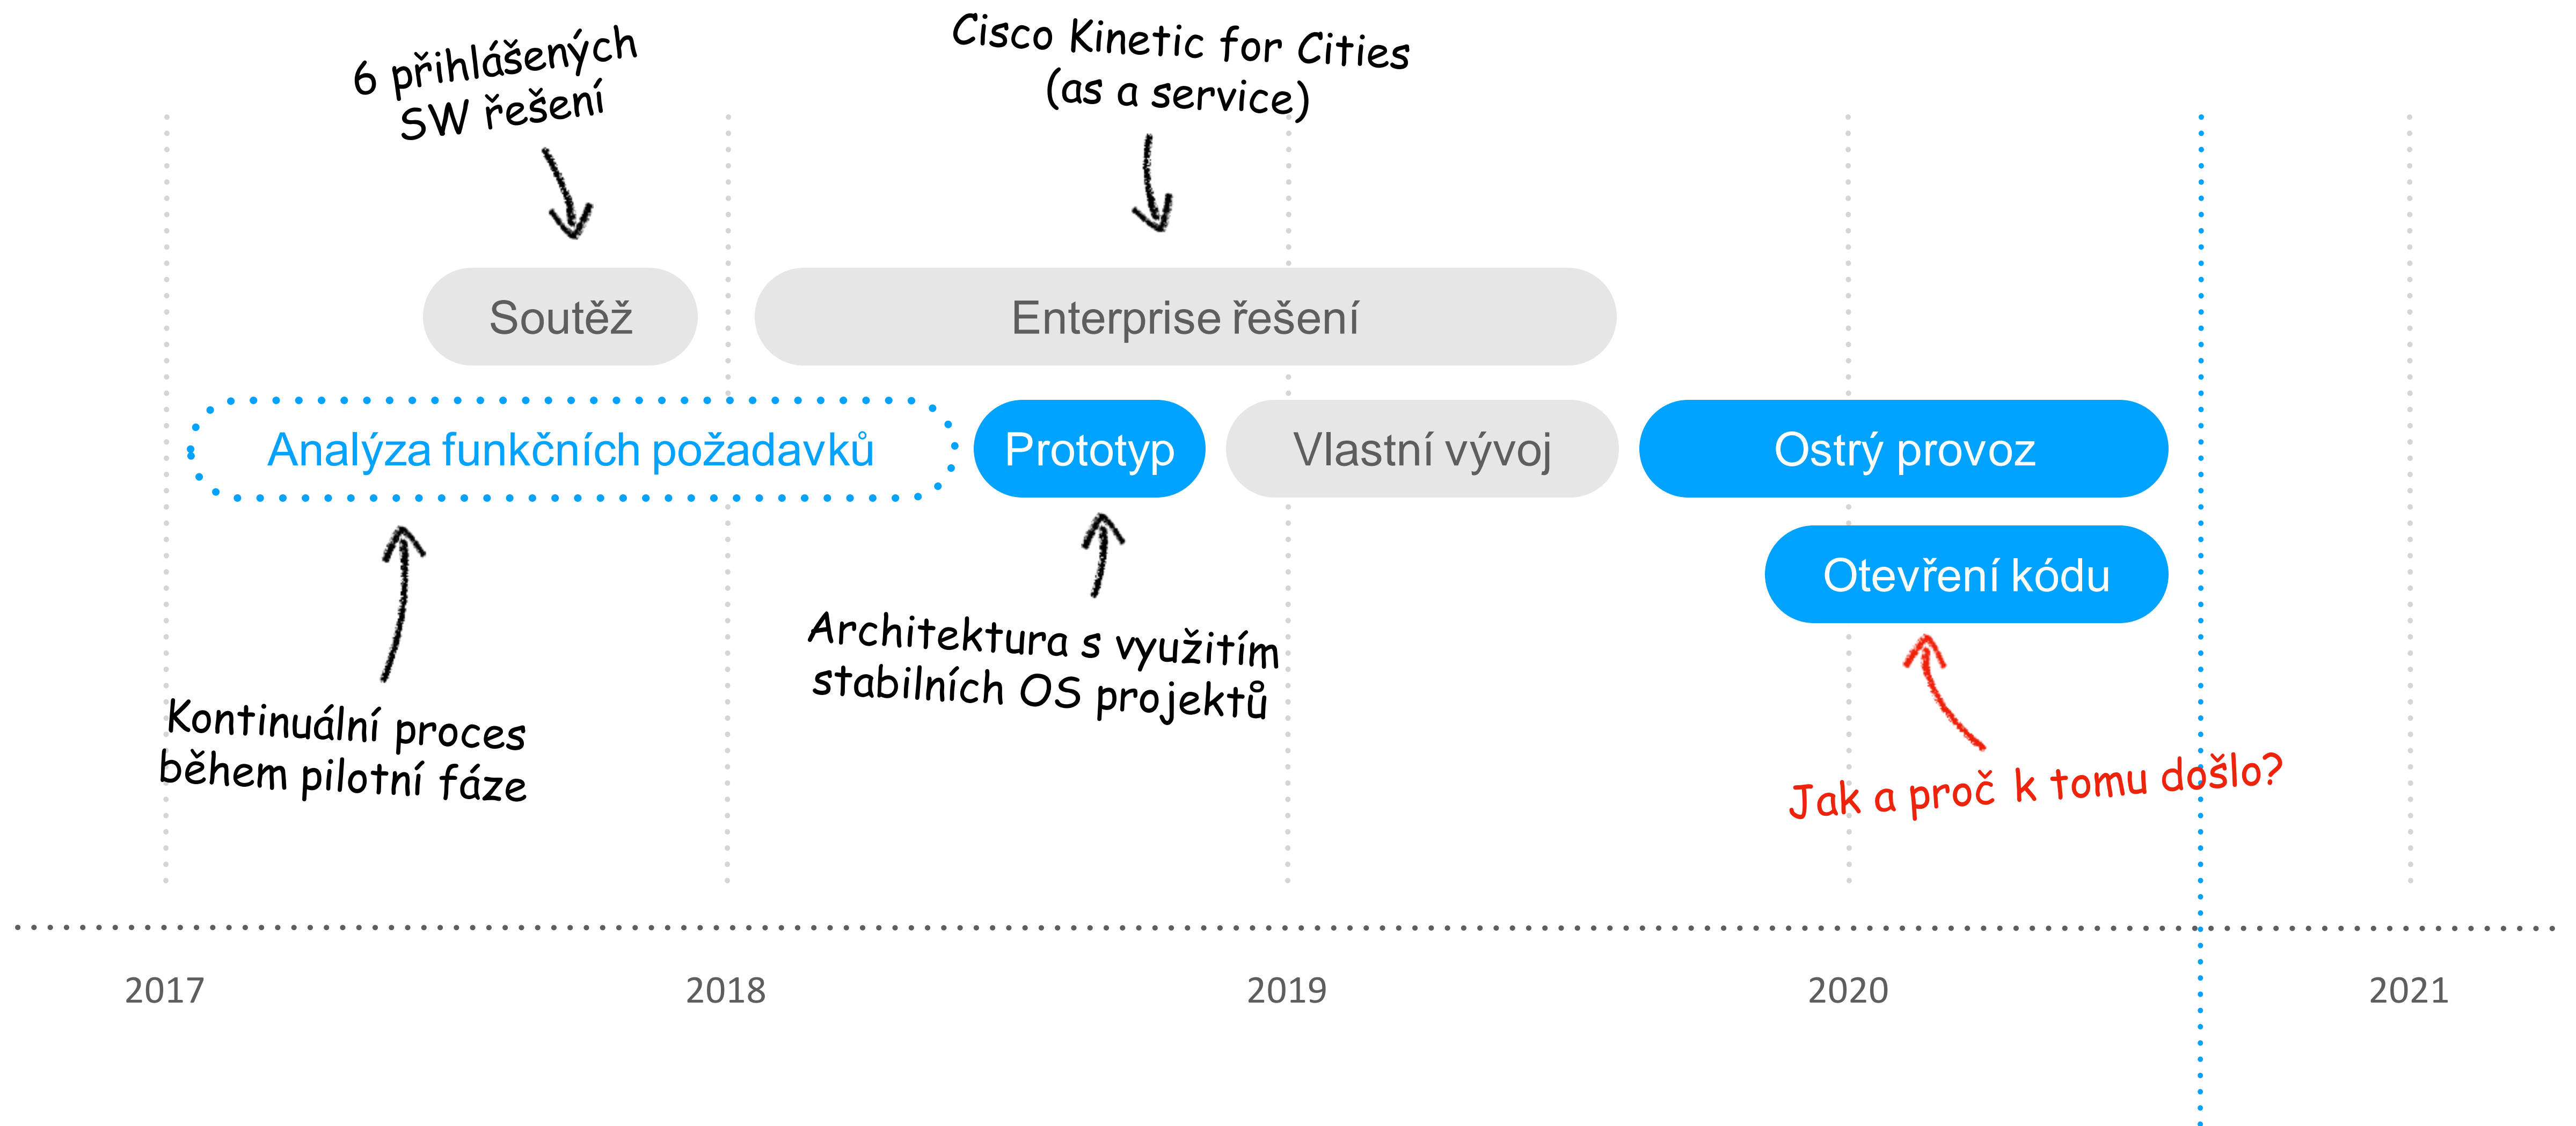 6 přihlášených
SW řešení
Cisco Kinetic for Cities
(as a service)
Soutěž
Enterprise řešení
Analýza funkčních požadavků
Prototyp
Vlastní vývoj
Ostrý provoz
Otevření kódu
Kontinuální proces
během pilotní fáze
Architektura s využitím
stabilních OS projektů
Jak a proč k tomu došlo?
2017
2018
2019
2020
2021